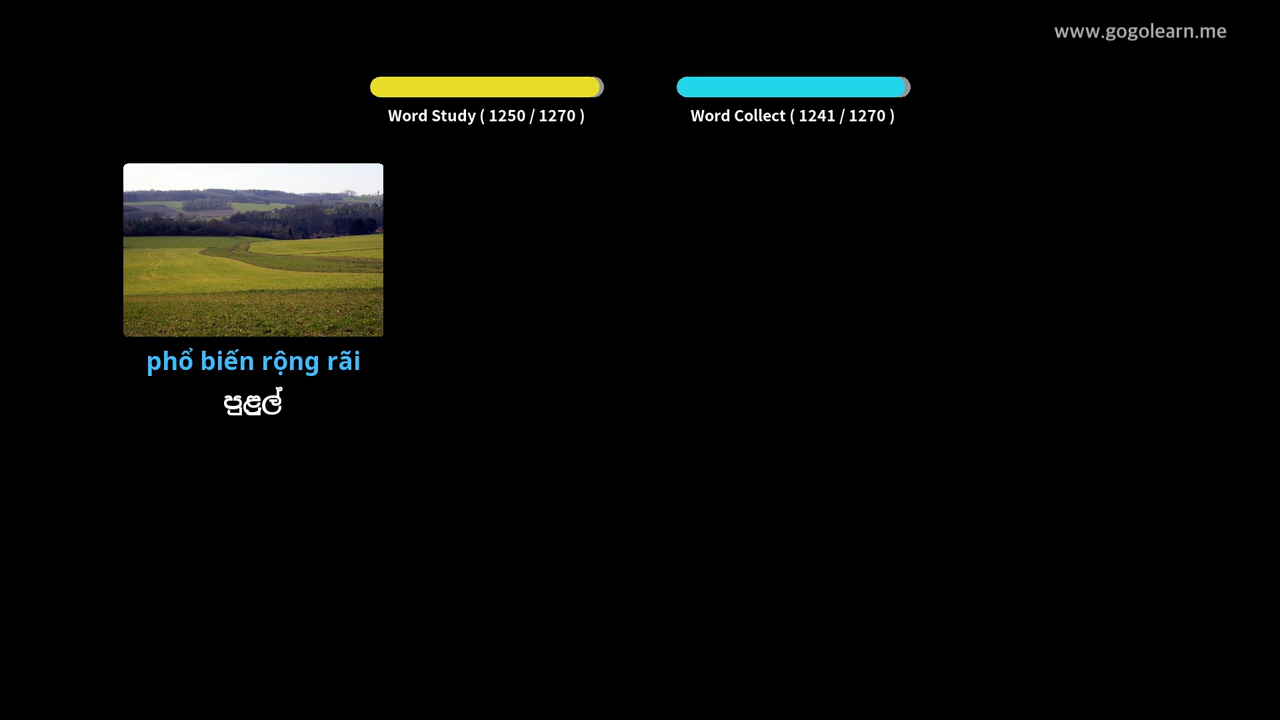 www.gogolearn.me
Word Study ( 1250 / 1270 )
Word Collect ( 1241 / 1270 )
phổ biến rộng rãi
පුළුල්